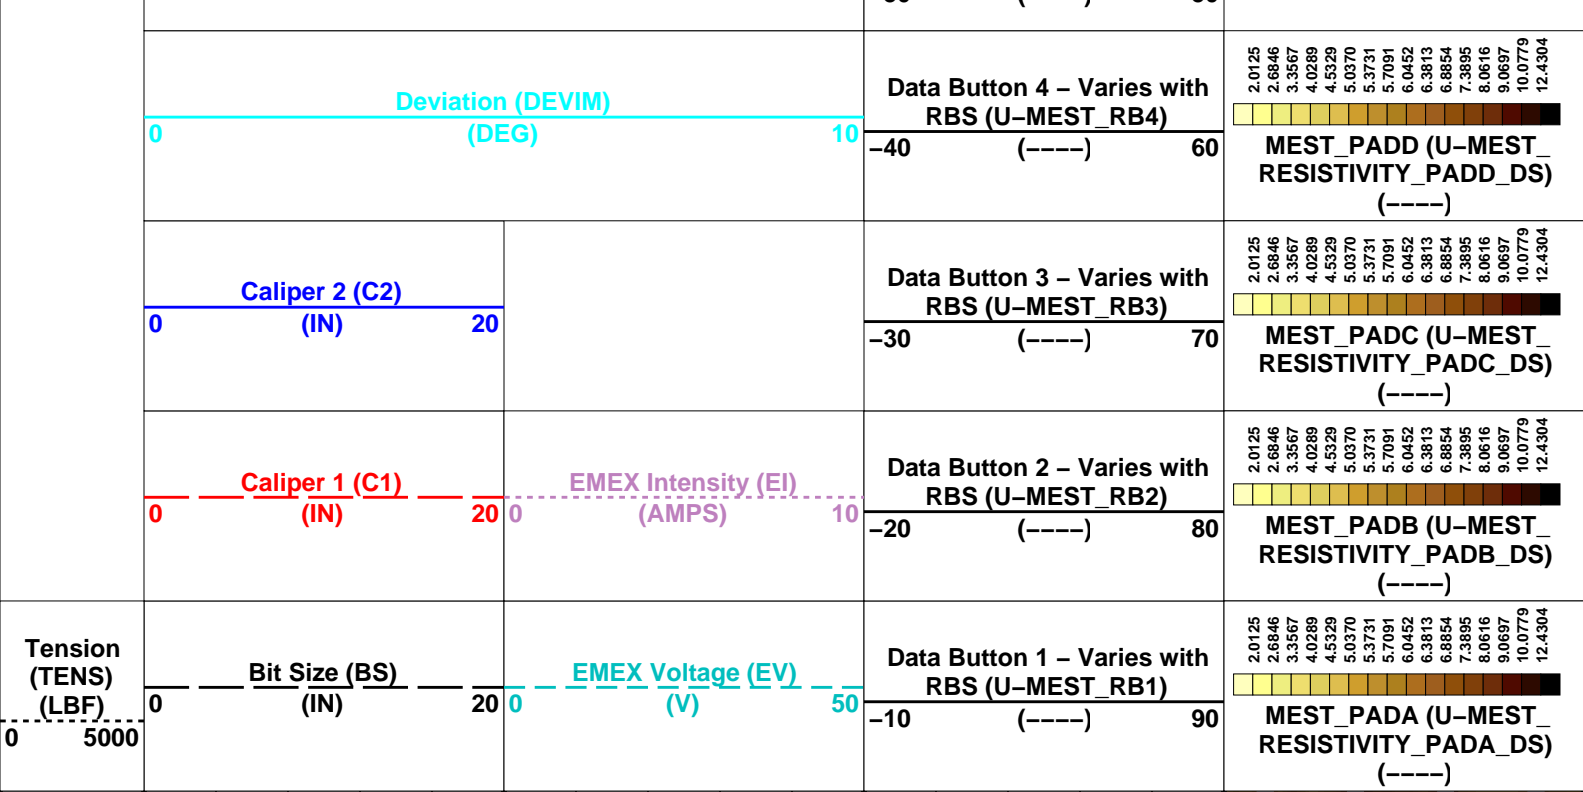 Deviation (DEVIM)
0 (DEG) 10
Data Button 4 – Varies with
RBS (U–MEST_RB4)
–40 (––––) 60
2.0125 2.6846 3.3567 4.0289 4.5329 5.0370 5.3731 5.7091 6.0452 6.3813 6.8854 7.3895 8.0616 9.0697 10.0779 12.4304
MEST_PADD (U–MEST_
RESISTIVITY_PADD_DS)
(––––)
Caliper 2 (C2)
0 (IN) 20
Data Button 3 – Varies with
RBS (U–MEST_RB3)
–30 (––––) 70
2.0125 2.6846 3.3567 4.0289 4.5329 5.0370 5.3731 5.7091 6.0452 6.3813 6.8854 7.3895 8.0616 9.0697 10.0779 12.4304
MEST_PADC (U–MEST_
RESISTIVITY_PADC_DS)
(––––)
Caliper 1 (C1)
0 (IN) 20
EMEX Intensity (EI)
0 (AMPS) 10
Data Button 2 – Varies with
RBS (U–MEST_RB2)
–20 (––––) 80
2.0125 2.6846 3.3567 4.0289 4.5329 5.0370 5.3731 5.7091 6.0452 6.3813 6.8854 7.3895 8.0616 9.0697 10.0779 12.4304
MEST_PADB (U–MEST_
RESISTIVITY_PADB_DS)
(––––)
Tension
(TENS)
(LBF)
0 5000
Bit Size (BS)
0 (IN) 20
EMEX Voltage (EV)
0 (V) 50
Data Button 1 – Varies with
RBS (U–MEST_RB1)
–10 (––––) 90
2.0125 2.6846 3.3567 4.0289 4.5329 5.0370 5.3731 5.7091 6.0452 6.3813 6.8854 7.3895 8.0616 9.0697 10.0779 12.4304
MEST_PADA (U–MEST_
RESISTIVITY_PADA_DS)
(––––)